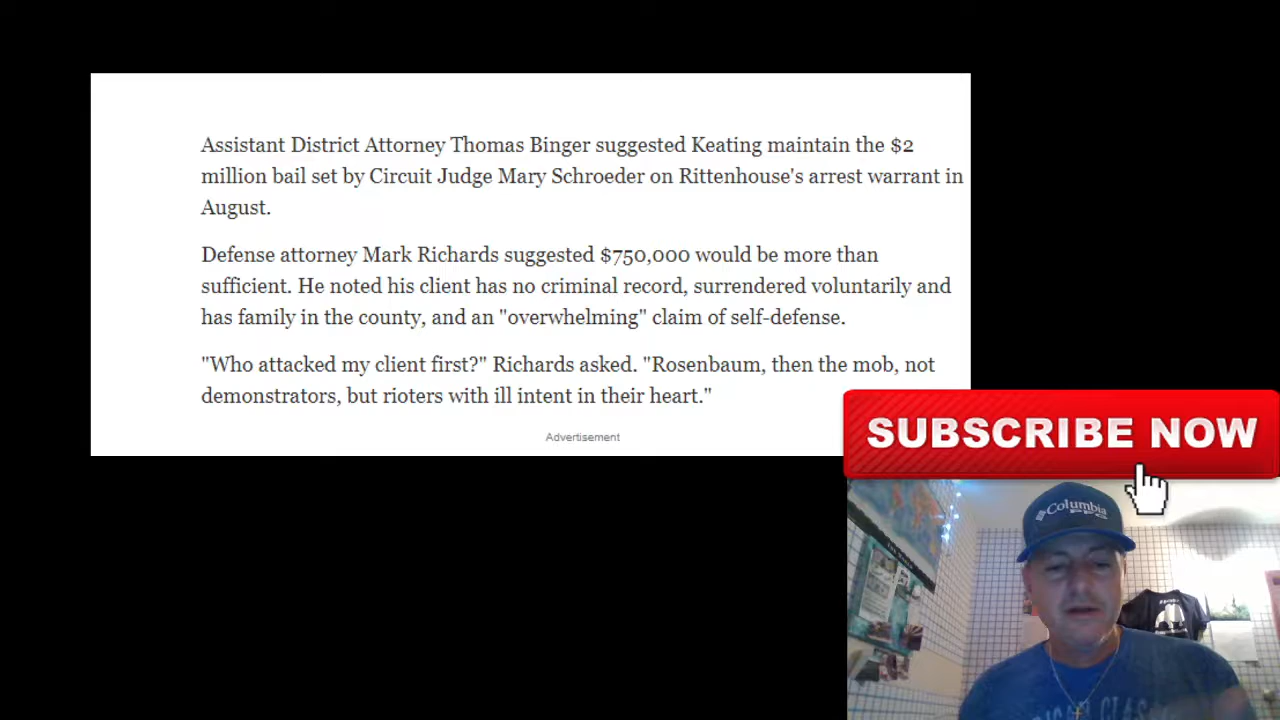 Assistant District Attorney Thomas Binger suggested Keating maintain the $2
million bail set by Circuit Judge Mary Schroeder on Rittenhouse's arrest warrant in
August.
Defense attorney Mark Richards suggested $750,000 would be more than
sufficient. He noted his client has no criminal record, surrendered voluntarily and
has family in the county, and an "overwhelming" claim of self-defense.
"Who attacked my client first?" Richards asked. "Rosenbaum, then the mob, not
demonstrators, but rioters with ill intent in their heart."
Advertisement
SUBSCRIBE NOW
Columbia